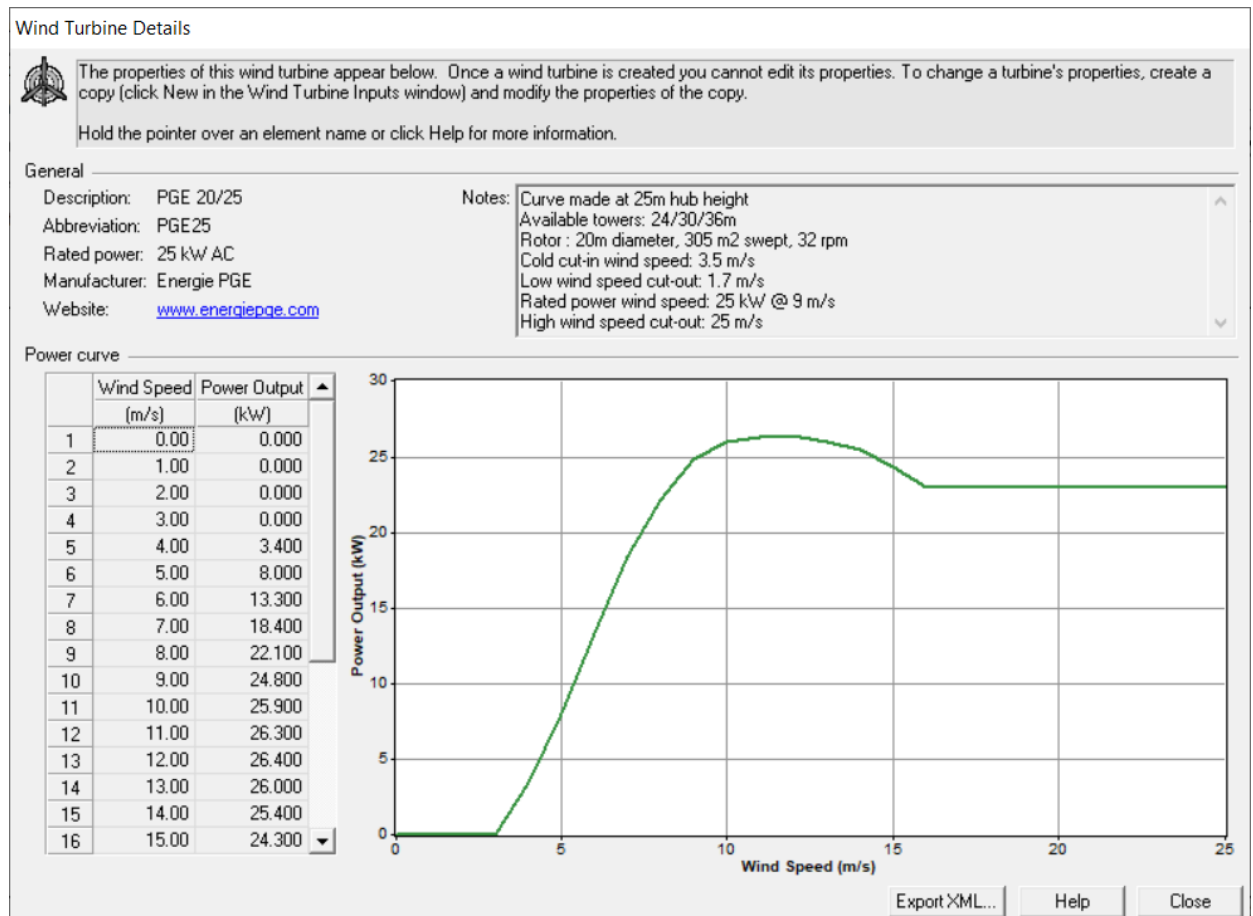 Wind Turbine Details
The properties of this wind turbine appear below.  Once a wind turbine is created you cannot edit its properties. To change a turbine's properties, create a
copy (click New in the Wind Turbine Inputs window) and modify the properties of the copy.
Hold the pointer over an element name or click Help for more information.
General
Description: PGE 20/25
Abbreviation: PGE25
Rated power: 25 kW AC
Manufacturer: Energie PGE
Website: www.energiepge.com
Notes: Curve made at 25m hub height
Available towers: 24/30/36m
Rotor : 20m diameter, 305 m2 swept, 32 rpm
Cold cut-in wind speed: 3.5 m/s
Low wind speed cut-out: 1.7 m/s
Rated power wind speed: 25 kW @ 9 m/s
High wind speed cut-out: 25 m/s
Power curve
Wind Speed Power Output
(m/s) (kW)
1 0.00 0.000
2 1.00 0.000
3 2.00 0.000
4 3.00 0.000
5 4.00 3.400
6 5.00 8.000
7 6.00 13.300
8 7.00 18.400
9 8.00 22.100
10 9.00 24.800
11 10.00 25.900
12 11.00 26.300
13 12.00 26.400
14 13.00 26.000
15 14.00 25.400
16 15.00 24.300
30
25
20
15
10
5
0
Power Output (kW)
0 5 10 15 20 25
Wind Speed (m/s)
Export XML... Help Close